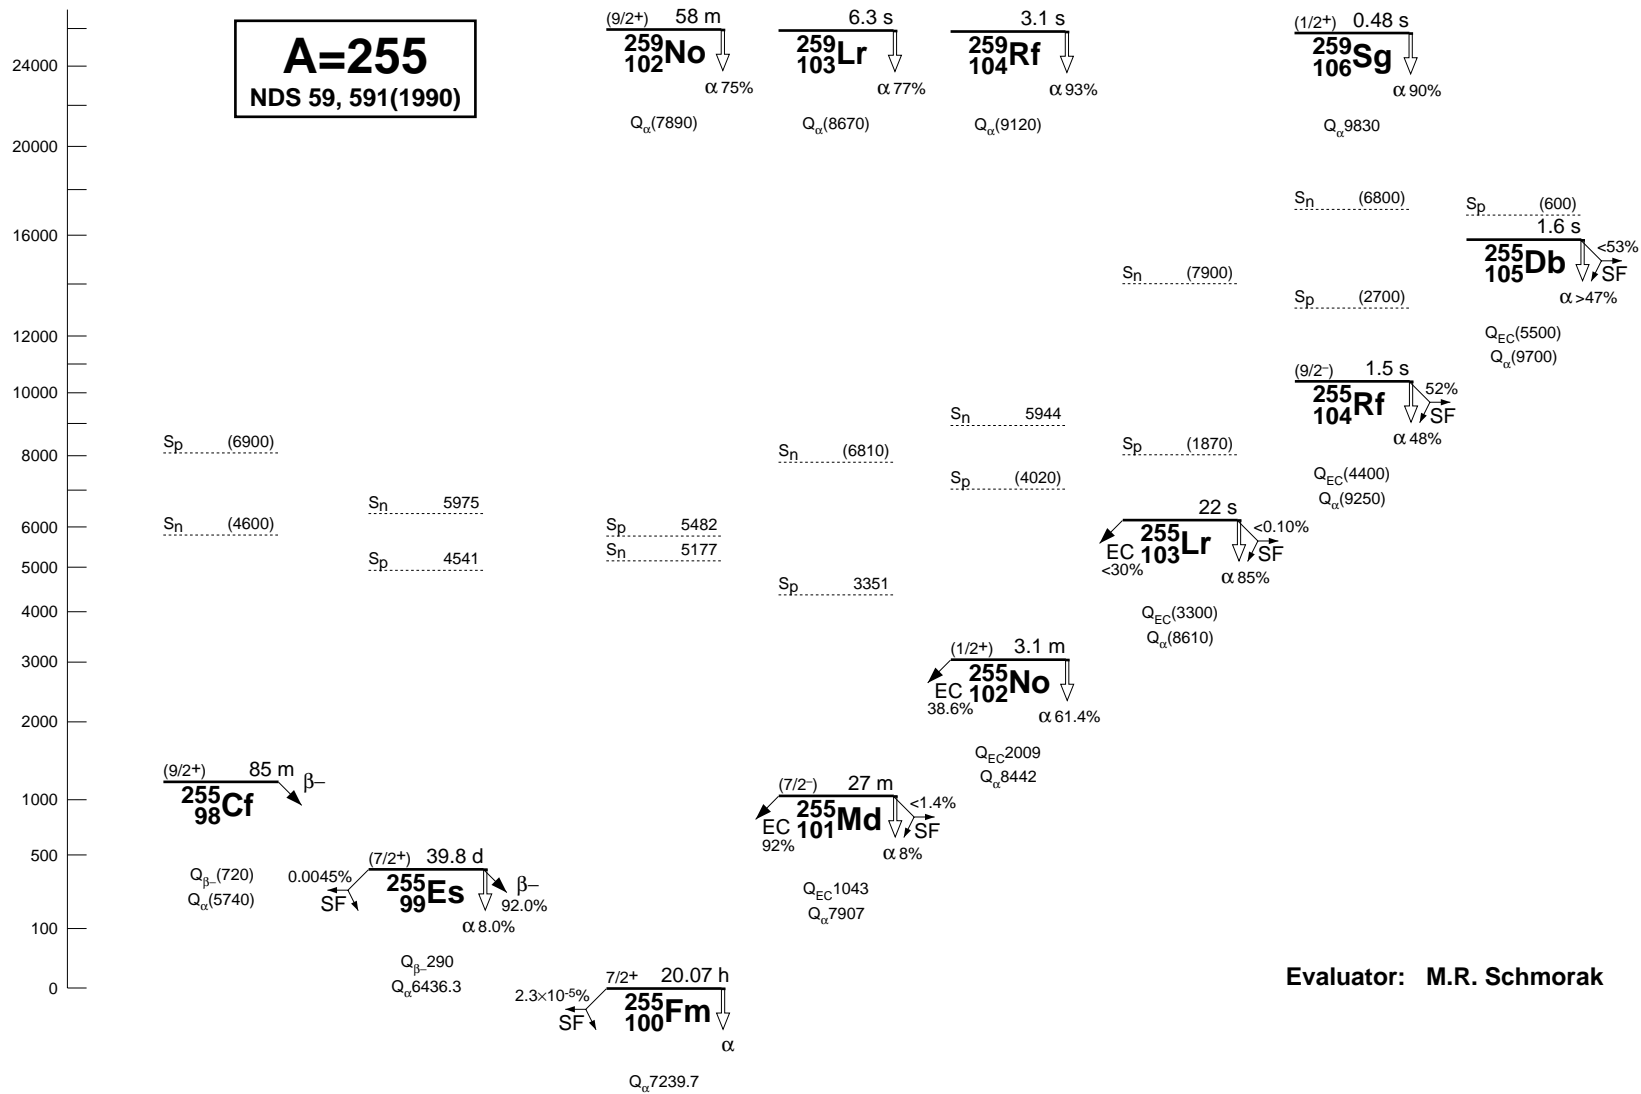 A=255
NDS 59, 591(1990)
24000
20000
16000
12000
10000
8000
6000
5000
4000
3000
2000
1000
500
100
0
(9/2+) 58 m
259
102 No
α 75%
Qα(7890)
6.3 s
259
103 Lr
α 77%
Qα(8670)
3.1 s
259
104 Rf
α 93%
Qα(9120)
(1/2+) 0.48 s
259
106 Sg
α 90%
Qα9830
Sp (6900)
Sn (4600)
(9/2+) 85 m
β−
255
98 Cf
Qβ−(720)
Qα(5740)
Sn 5975
Sp 4541
(7/2+) 39.8 d
0.0045%
SF
255
99 Es
β−
92.0%
α 8.0%
Qβ−290
Qα6436.3
Sp 5482
Sn 5177
7/2+ 20.07 h
2.3×10-5%
SF
255
100 Fm
α
Qα7239.7
Sn (6810)
Sp 3351
(7/2−) 27 m
EC
92%
255
101 Md
<1.4%
SF
α 8%
QEC1043
Qα7907
Sn 5944
Sp (4020)
(1/2+) 3.1 m
EC
38.6%
255
102 No
α 61.4%
QEC2009
Qα8442
Sn (7900)
Sp (1870)
22 s
EC
<30%
255
103 Lr
<0.10%
SF
α 85%
QEC(3300)
Qα(8610)
Sn (6800)
Sp (2700)
(9/2−) 1.5 s
255
104 Rf
52%
SF
α 48%
QEC(4400)
Qα(9250)
Sp (600)
1.6 s
255
105 Db
<53%
SF
α >47%
QEC(5500)
Qα(9700)
Evaluator: M.R. Schmorak